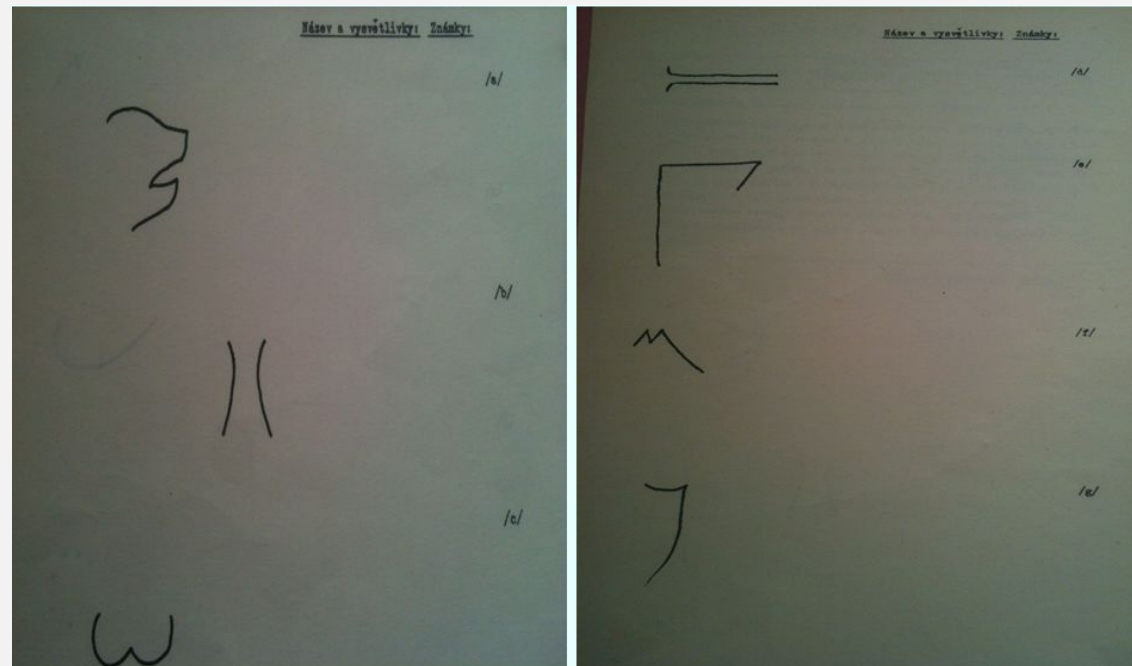 Název a vysvětlivky: Známky:
/a/
/b/
/c/
Název a vysvětlivky: Známky:
/d/
/e/
/f/
/g/